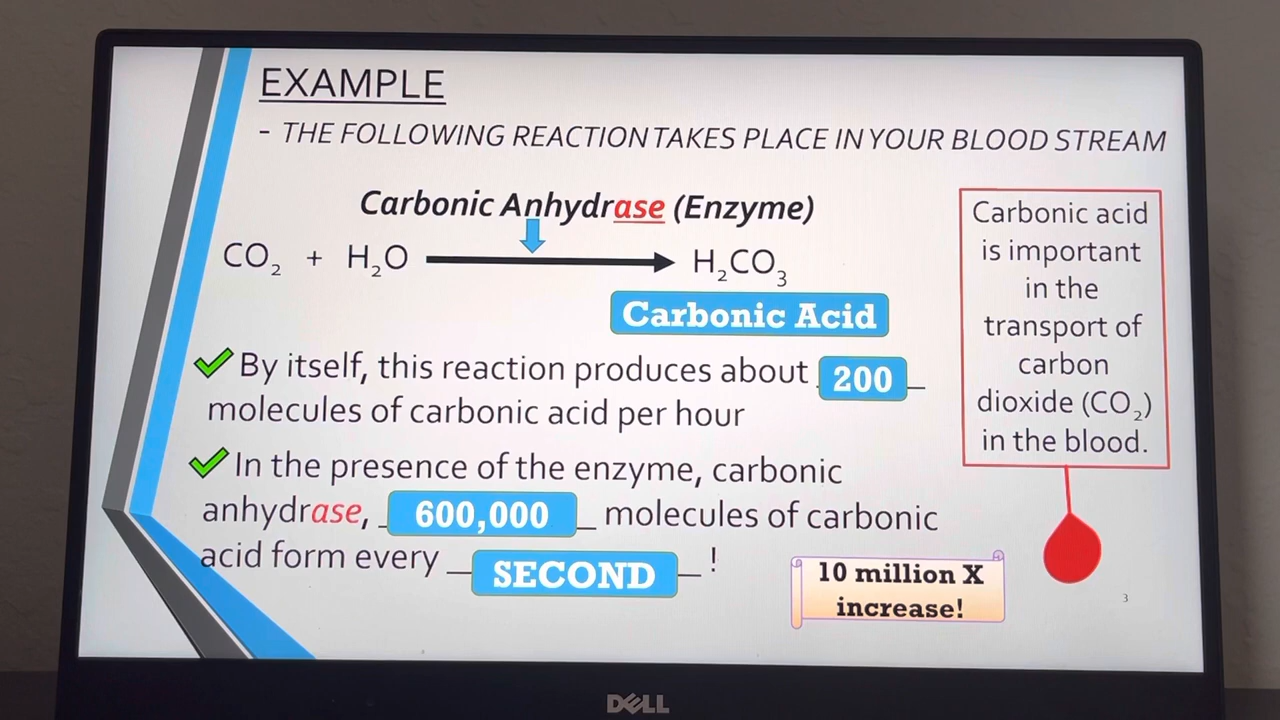 EXAMPLE
- THE FOLLOWING REACTION TAKES PLACE IN YOUR BLOOD STREAM
Carbonic Anhydrase (Enzyme)
CO₂ + H₂O H₂CO₃
Carbonic Acid
By itself, this reaction produces about 200
molecules of carbonic acid per hour
In the presence of the enzyme, carbonic
anhydrase, 600,000 molecules of carbonic
acid form every SECOND !
10 million X
increase!
Carbonic acid
is important
in the
transport of
carbon
dioxide (CO₂)
in the blood.
3
DELL